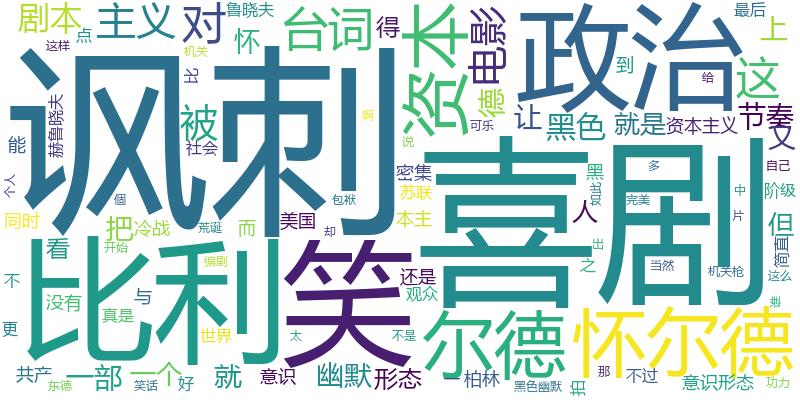 剧本 主义 对 鲁晓夫 怀 台词 得 资本 电影 政治 最后 上
这样 点 机关 比 德 到 给 这
讽刺 喜剧
赫鲁晓夫 被 社会 啊 说 可乐 让 黑色 就是 资本主义 节奏 又
能 个人 密集 黑 如此 多 自己
同时 個 包袱 苏联 完美 中 阶级
把 冷战 荒诞 而 美国 却 本主 人 片 但
看 开始 编剧 还是 之 出 当然 机关枪 简直 这么
不 没有 与 比利 笑 观众
更 真是 世界 太 不是 尔德 怀尔德 谁
共产 一部 一个 好 就 意识 幽默 形态 一 柏林 拍 那 不过 意识形态
东德 笑话 黑色幽默 功力